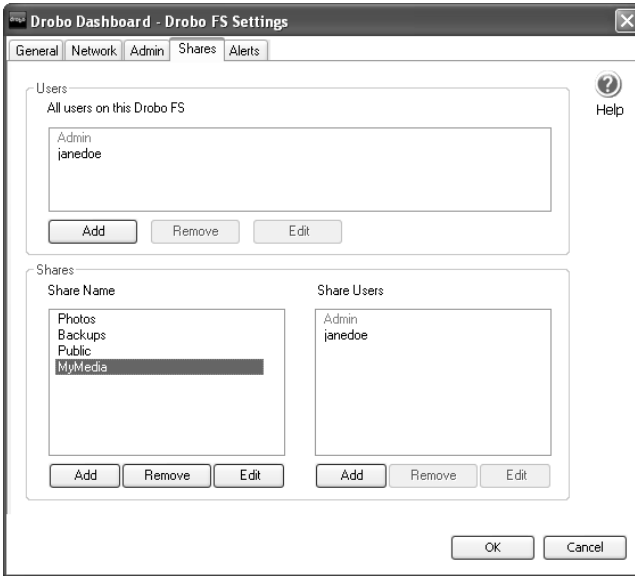 Drobo Dashboard - Drobo FS Settings
General Network Admin Shares Alerts
Help
Users
All users on this Drobo FS
Admin
janedoe
Add Remove Edit
Shares
Share Name
Photos
Backups
Public
MyMedia
Add Remove Edit
Share Users
Admin
janedoe
Add Remove Edit
OK Cancel